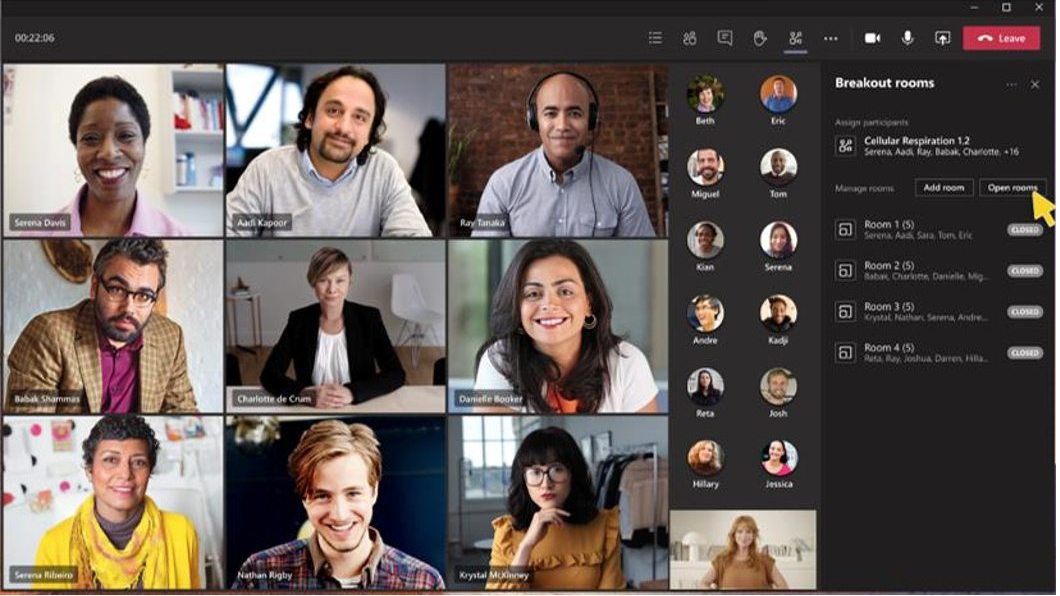 00:22:06
Leave
Serena Davis
Aadi Kapoor
Ray Tanaka
Babak Shammas
Charlotte de Crum
Danielle Booker
Serena Ribeiro
Nathan Rigby
Krystal McKinney
Beth
Eric
Miguel
Tom
Kian
Serena
Andre
Kadji
Reta
Josh
Hillary
Jessica
Breakout rooms
Assign participants
Cellular Respiration 1.2
Serena, Aadi, Ray, Babak, Charlotte, +16
Manage rooms
Add room
Open rooms
Room 1 (5)
Serena, Aadi, Sara, Tom, Eric
CLOSED
Room 2 (5)
Babak, Charlotte, Danielle, Mig...
CLOSED
Room 3 (5)
Krystal, Nathan, Serena, Andre...
CLOSED
Room 4 (5)
Reta, Ray, Joshua, Darren, Hilla...
CLOSED